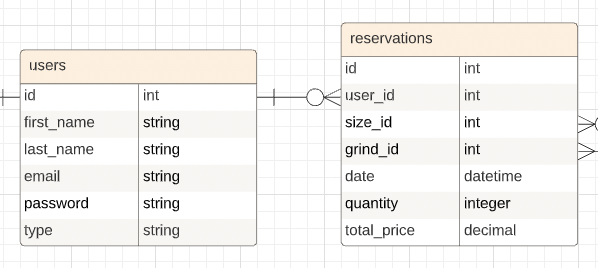 users
id int
first_name string
last_name string
email string
password string
type string
reservations
id int
user_id int
size_id int
grind_id int
date datetime
quantity integer
total_price decimal